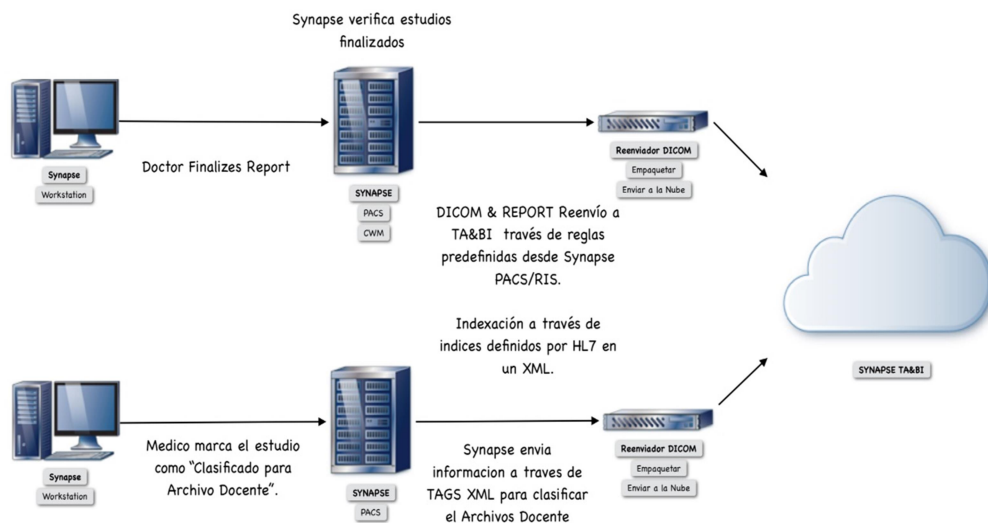 Synapse verifica estudios
finalizados
Doctor Finalizes Report
Synapse
Workstation
SYNAPSE
PACS
CWM
Reenviador DICOM
Empaquetar
Enviar a la Nube
DICOM & REPORT Reenvío a
TA&BI través de reglas
predefinidas desde Synapse
PACS/RIS.
Indexación a través de
indices definidos por HL7 en
un XML.
SYNAPSE TA&BI
Medico marca el estudio
como “Clasificado para
Archivo Docente”.
Synapse
Workstation
SYNAPSE
PACS
Synapse envia
informacion a traves de
TAGS XML para clasificar
el Archivos Docente
Reenviador DICOM
Empaquetar
Enviar a la Nube